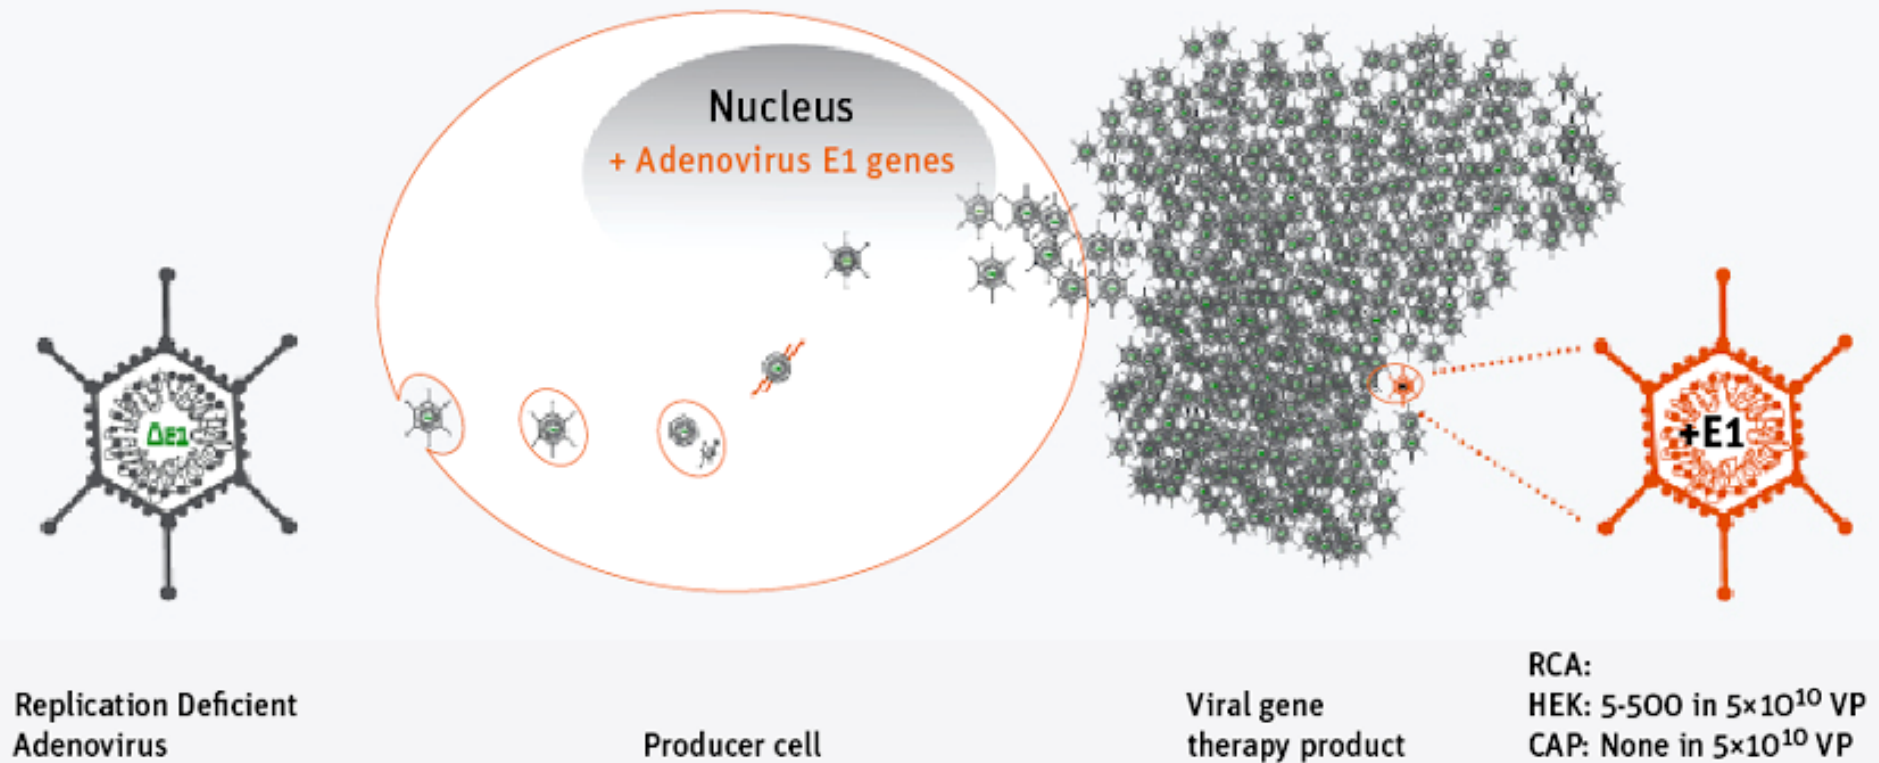 Nucleus
+ Adenovirus E1 genes
ΔE1
+E1
Replication Deficient
Adenovirus
Producer cell
Viral gene
therapy product
RCA:
HEK: 5-500 in 5×10¹⁰ VP
CAP: None in 5×10¹⁰ VP